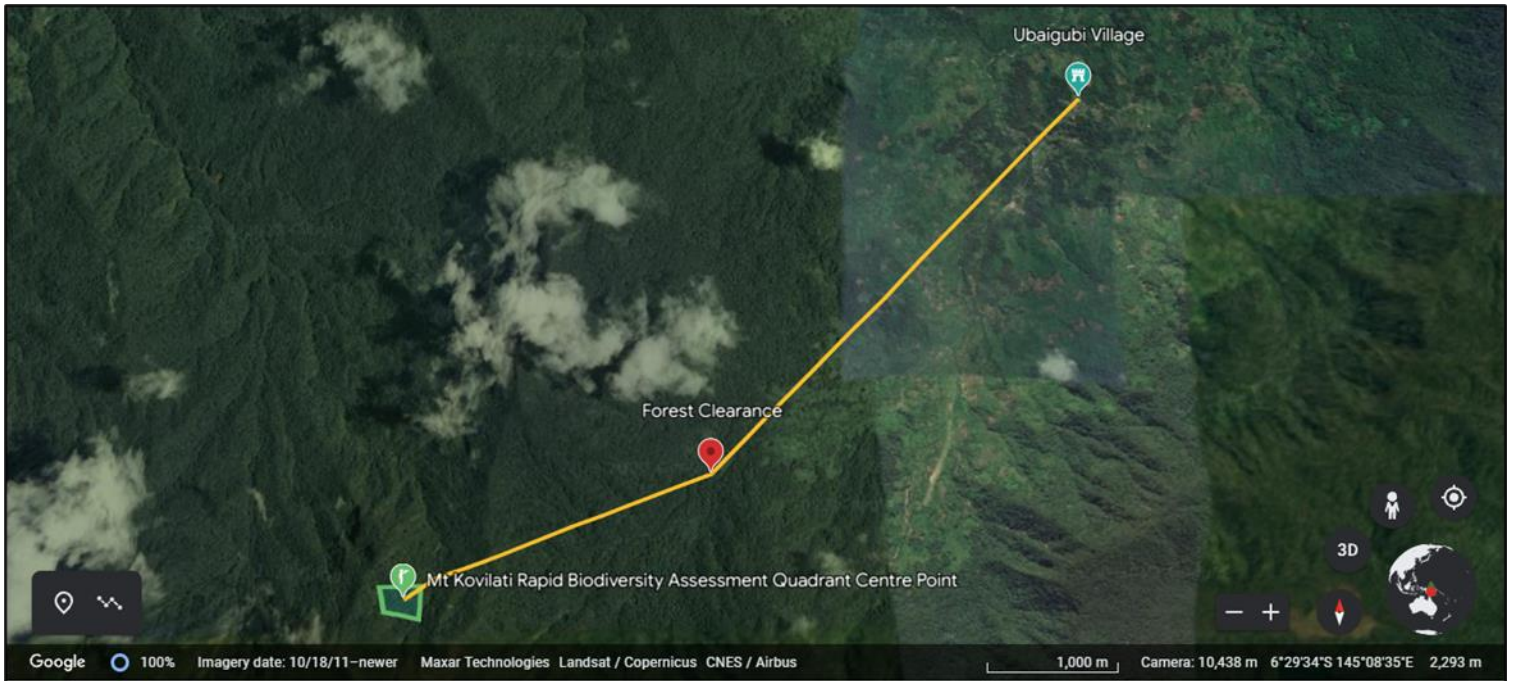 Ubaigubi Village
Forest Clearance
Mt Kovilati Rapid Biodiversity Assessment Quadrant Centre Point
3D
Google 100% Imagery date: 10/18/11–newer Maxar Technologies Landsat / Copernicus CNES / Airbus 1,000 m Camera: 10,438 m 6°29'34"S 145°08'35"E 2,293 m